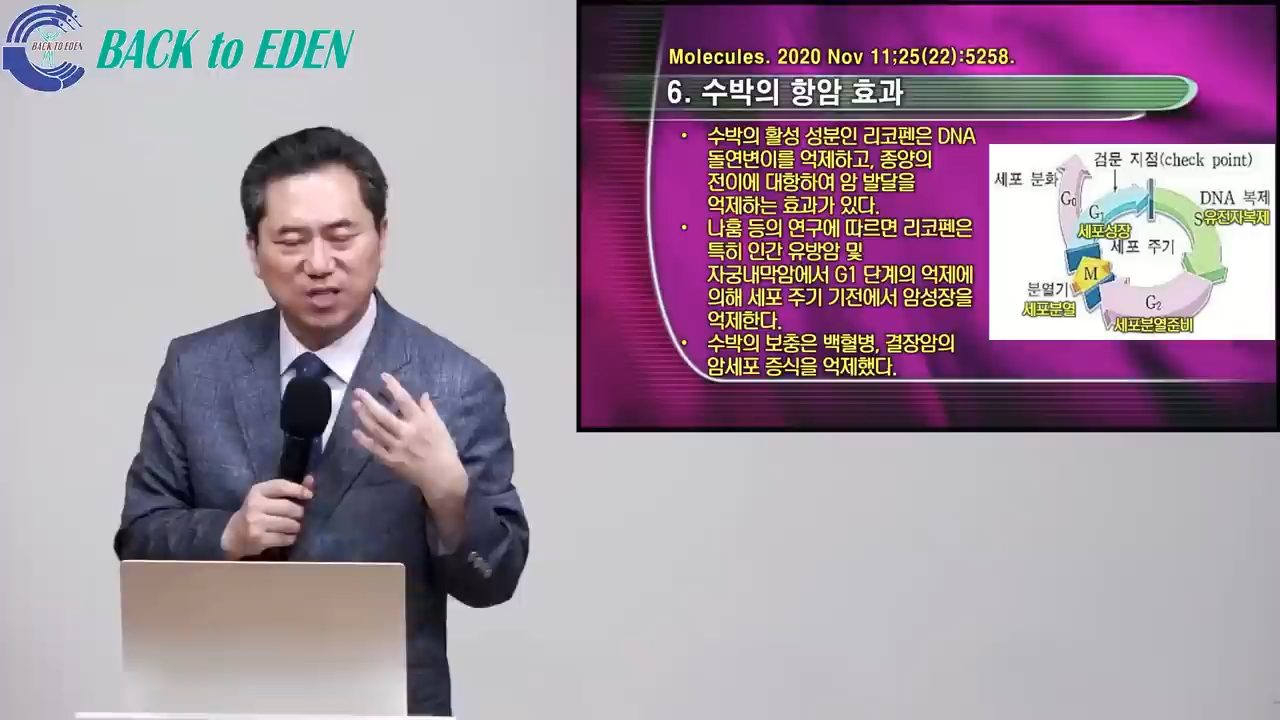 BACK TO EDEN
BACK to EDEN
Molecules. 2020 Nov 11;25(22):5258.
6. 수박의 항암 효과
• 수박의 활성 성분인 리코펜은 DNA
돌연변이를 억제하고, 종양의
전이에 대항하여 암 발달을
억제하는 효과가 있다.
• 나훔 등의 연구에 따르면 리코펜은
특히 인간 유방암 및
자궁내막암에서 G1 단계의 억제에
의해 세포 주기 기전에서 암성장을
억제한다.
• 수박의 보충은 백혈병, 결장암의
암세포 증식을 억제했다.
검문 지점(check point)
세포 분화
G₀
G₁
세포성장
DNA 복제
S
유전자복제
세포 주기
M
분열기
세포분열
G₂
세포분열준비